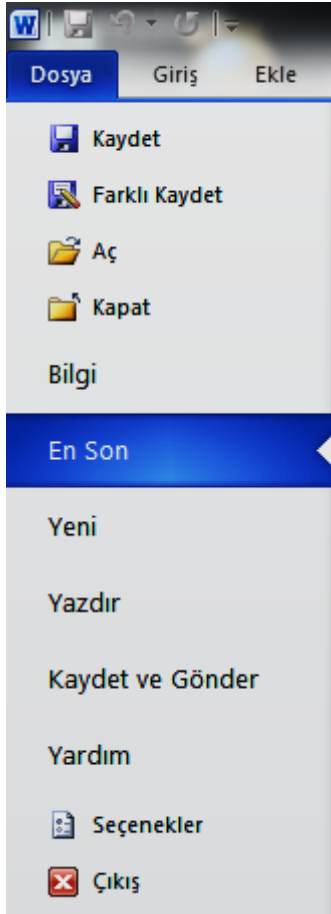 W
Dosya Giriş Ekle
Kaydet
Farklı Kaydet
Aç
Kapat
Bilgi
En Son
Yeni
Yazdır
Kaydet ve Gönder
Yardım
Seçenekler
Çıkış